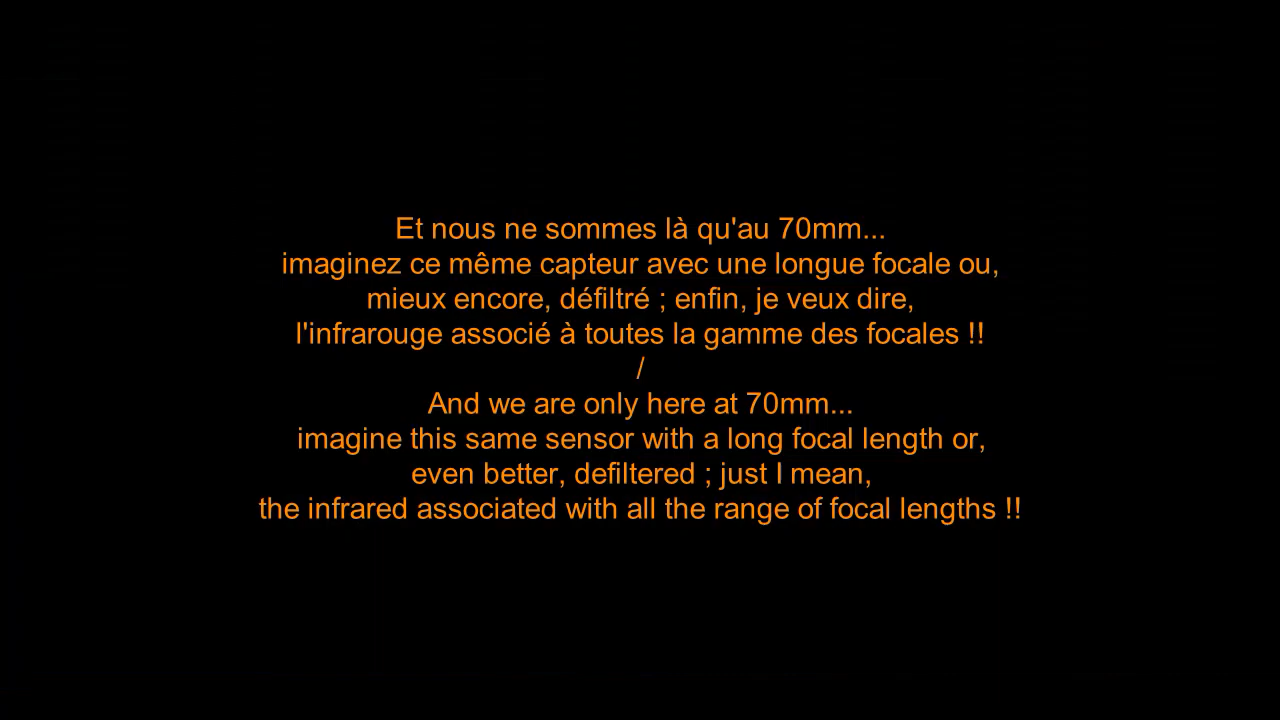 Et nous ne sommes là qu'au 70mm...
imaginez ce même capteur avec une longue focale ou,
mieux encore, défiltré ; enfin, je veux dire,
l'infrarouge associé à toutes la gamme des focales !!
/
And we are only here at 70mm...
imagine this same sensor with a long focal length or,
even better, defiltered ; just I mean,
the infrared associated with all the range of focal lengths !!